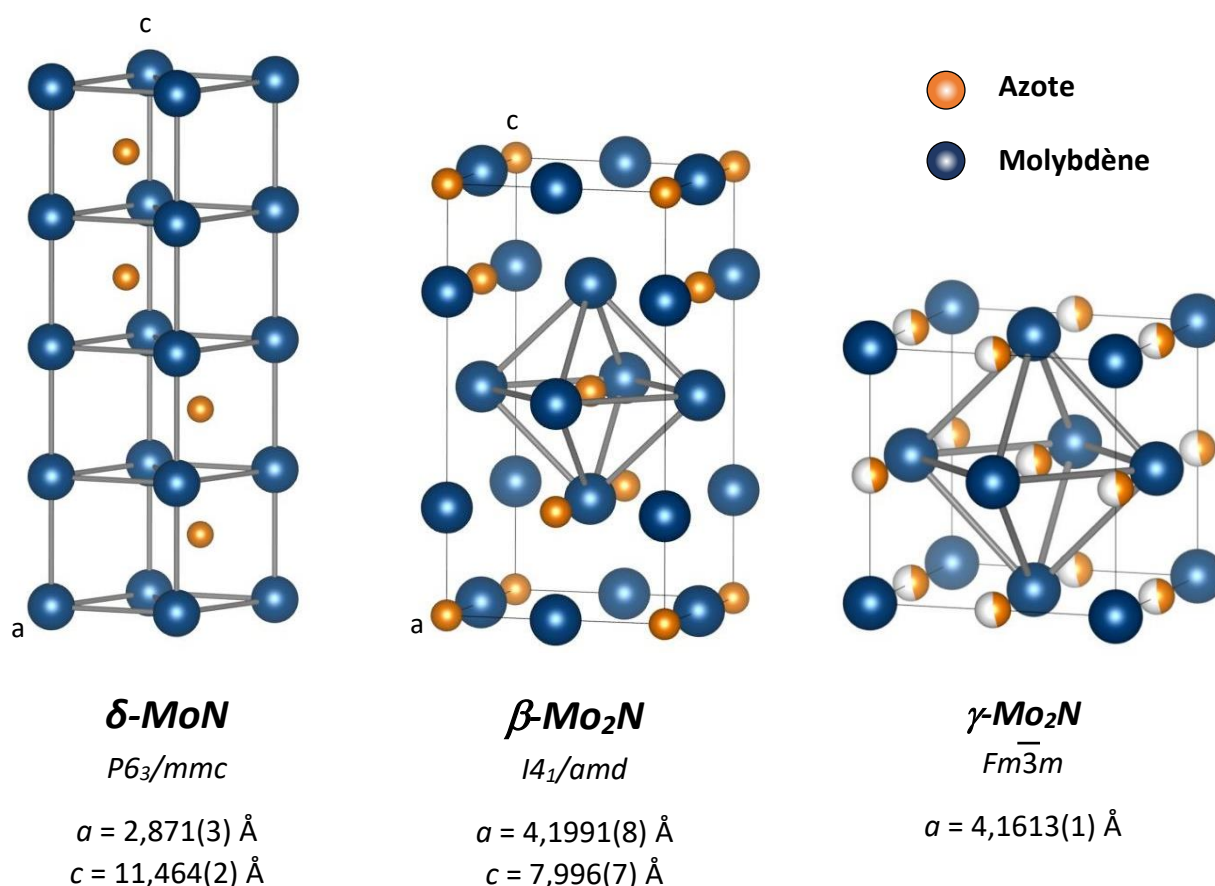 c
Azote
c
Molybdène
a
a
δ-MoN
β-Mo₂N
γ-Mo₂N
P6₃/mmc
I4₁/amd
Fm3̅m
a = 2,871(3) Å
a = 4,1991(8) Å
a = 4,1613(1) Å
c = 11,464(2) Å
c = 7,996(7) Å